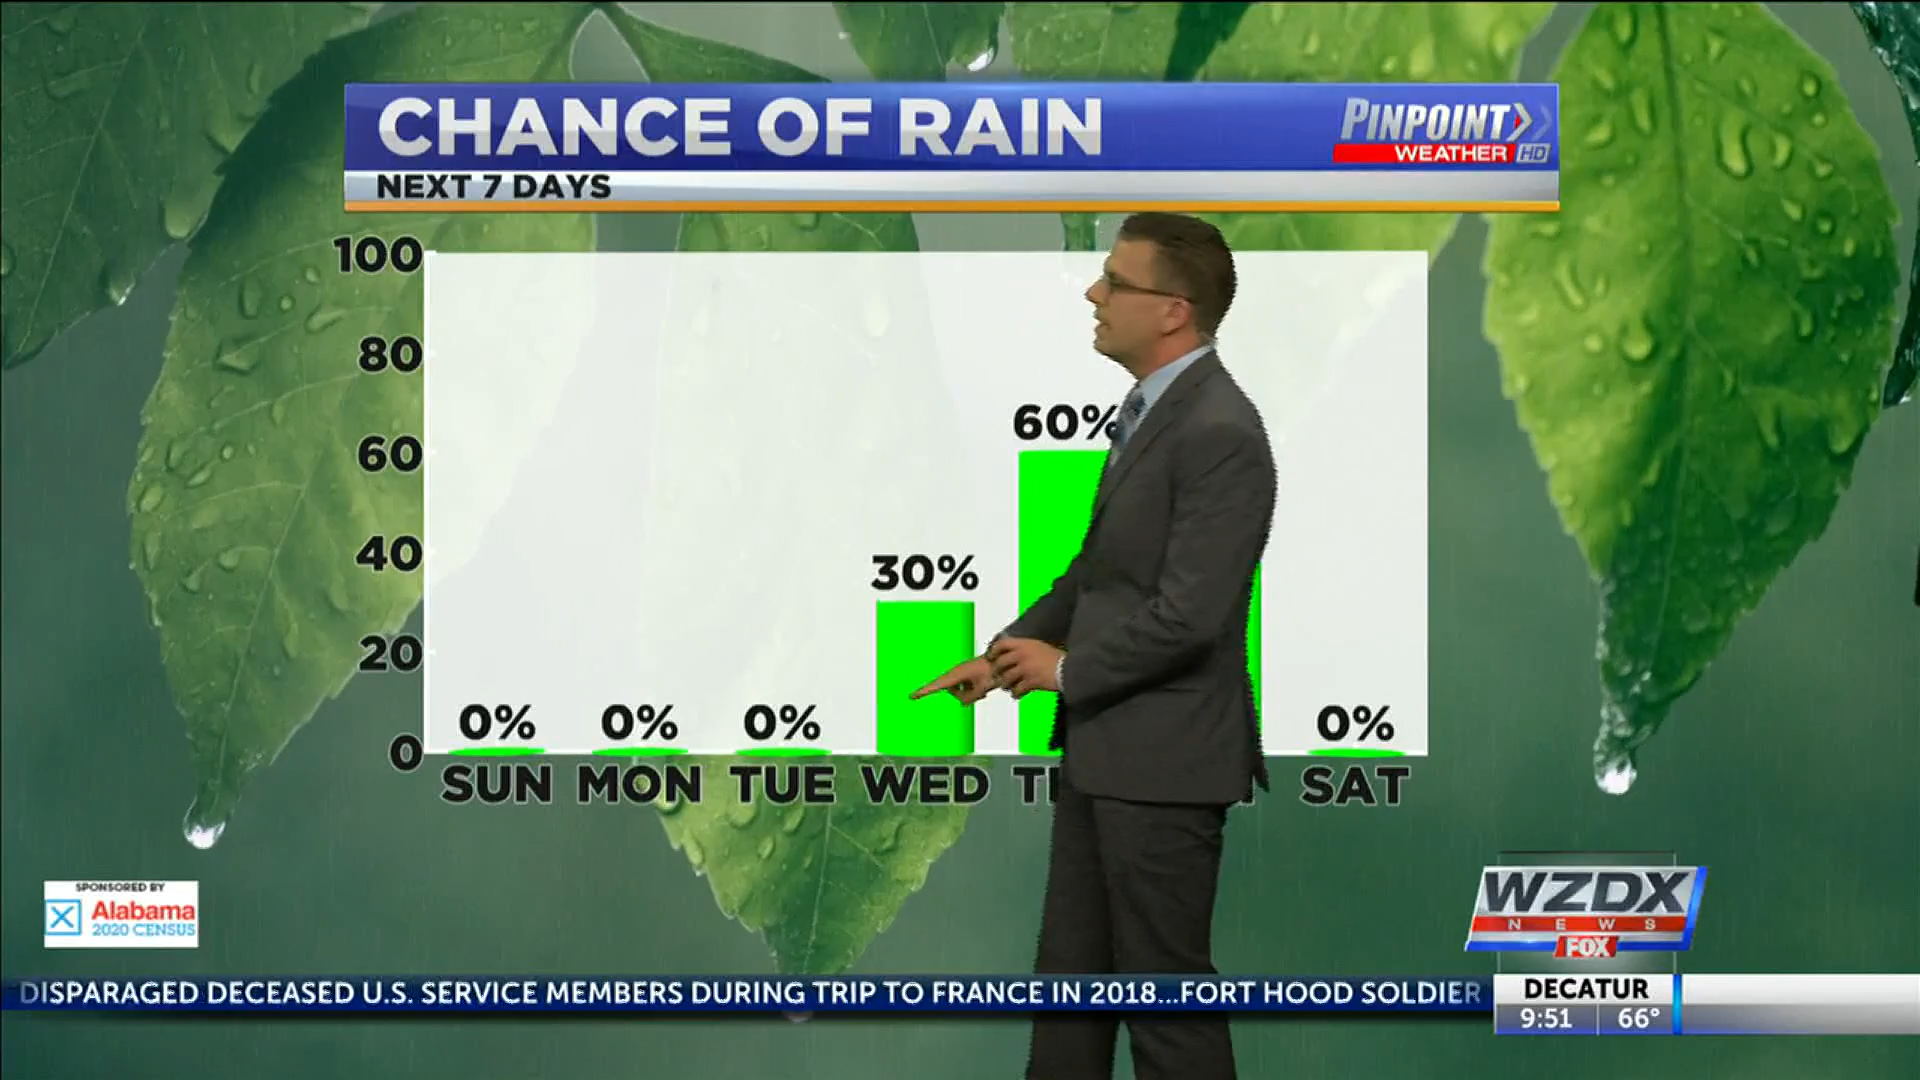 CHANCE OF RAIN
PINPOINT
WEATHER HD
NEXT 7 DAYS
100
80
60
40
20
0
0%
0%
0%
30%
60%
0%
SUN MON TUE WED SAT
SPONSORED BY
Alabama
2020 CENSUS
WZDX
NEWS
FOX
DISPARAGED DECEASED U.S. SERVICE MEMBERS DURING TRIP TO FRANCE IN 2018...FORT HOOD SOLDIER
DECATUR
9:51 66°